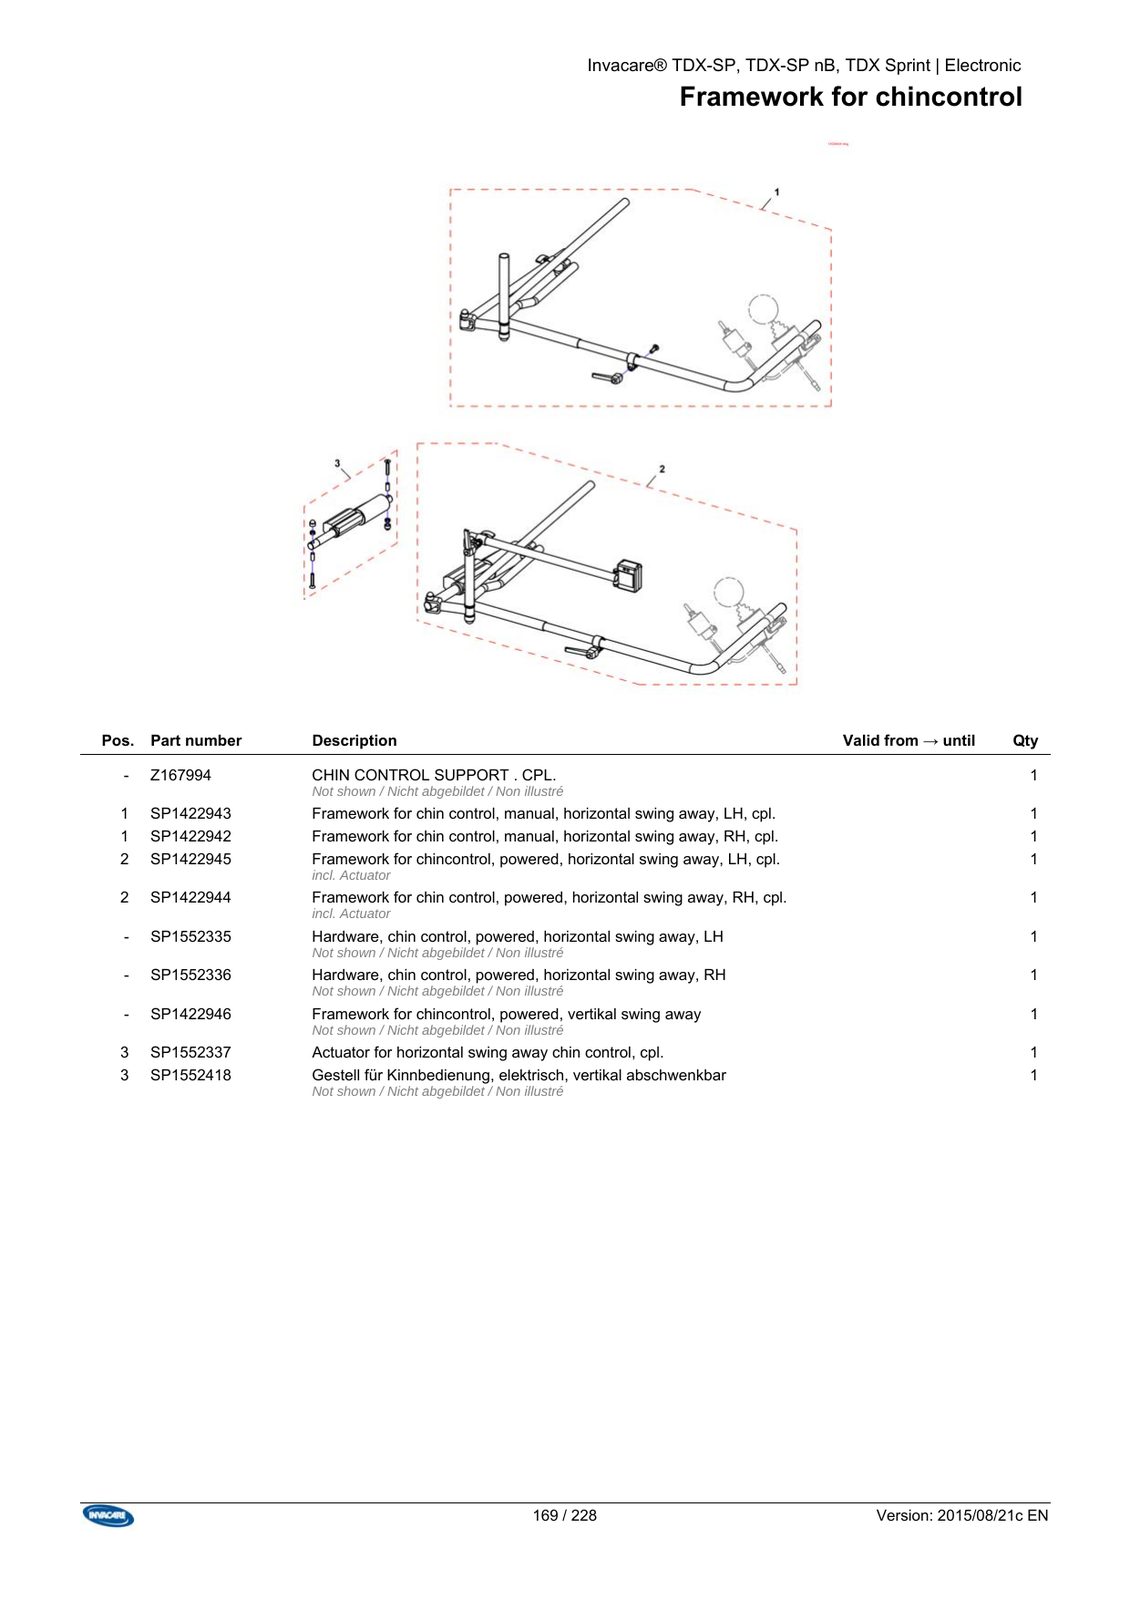 Invacare® TDX-SP, TDX-SP nB, TDX Sprint | Electronic
Framework for chincontrol
1
3
2
Pos. Part number Description Valid from → until Qty
- Z167994 CHIN CONTROL SUPPORT . CPL. 1
Not shown / Nicht abgebildet / Non illustré
1 SP1422943 Framework for chin control, manual, horizontal swing away, LH, cpl. 1
1 SP1422942 Framework for chin control, manual, horizontal swing away, RH, cpl. 1
2 SP1422945 Framework for chincontrol, powered, horizontal swing away, LH, cpl. 1
incl. Actuator
2 SP1422944 Framework for chin control, powered, horizontal swing away, RH, cpl. 1
incl. Actuator
- SP1552335 Hardware, chin control, powered, horizontal swing away, LH 1
Not shown / Nicht abgebildet / Non illustré
- SP1552336 Hardware, chin control, powered, horizontal swing away, RH 1
Not shown / Nicht abgebildet / Non illustré
- SP1422946 Framework for chincontrol, powered, vertikal swing away 1
Not shown / Nicht abgebildet / Non illustré
3 SP1552337 Actuator for horizontal swing away chin control, cpl. 1
3 SP1552418 Gestell für Kinnbedienung, elektrisch, vertikal abschwenkbar 1
Not shown / Nicht abgebildet / Non illustré
INVACARE 169 / 228 Version: 2015/08/21c EN